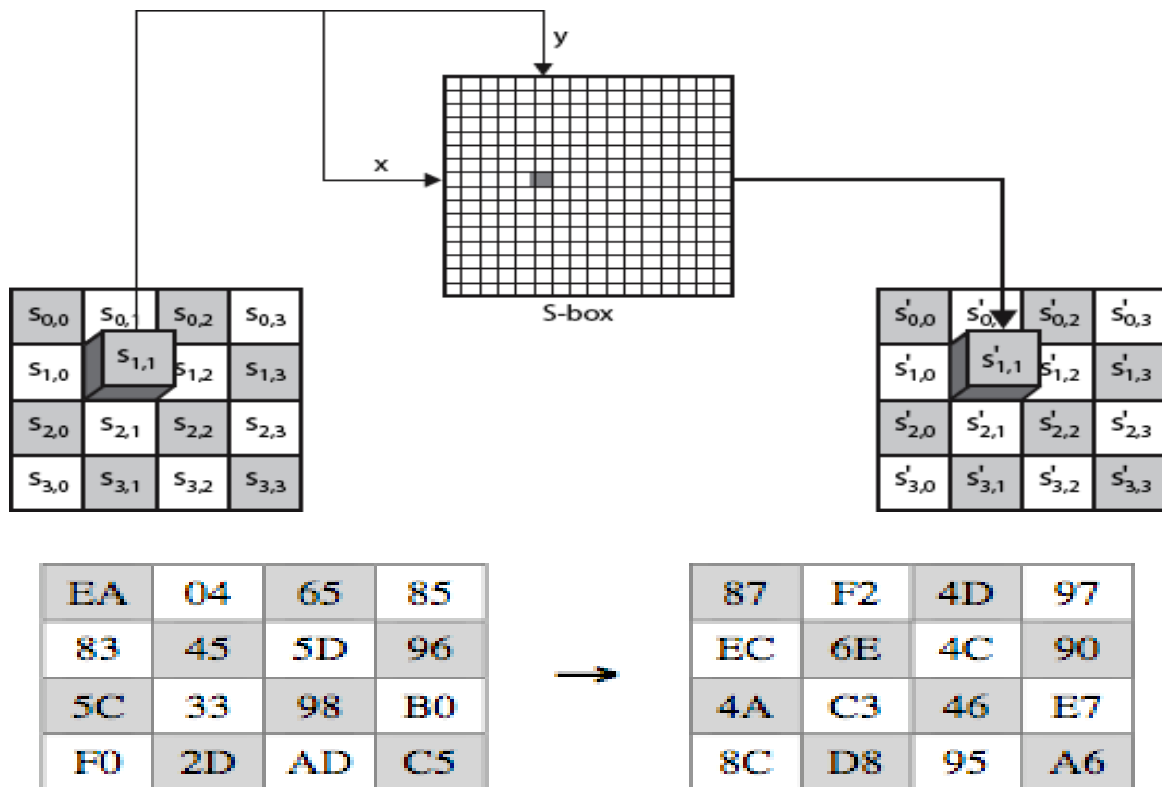 y
x
S-box
s0,0 s0,1 s0,2 s0,3
s1,0 s1,1 s1,2 s1,3
s2,0 s2,1 s2,2 s2,3
s3,0 s3,1 s3,2 s3,3
s'0,0 s'0, s'0,2 s'0,3
s'1,0 s'1,1 s'1,2 s'1,3
s'2,0 s'2,1 s'2,2 s'2,3
s'3,0 s'3,1 s'3,2 s'3,3
EA 04 65 85
83 45 5D 96
5C 33 98 B0
F0 2D AD C5
87 F2 4D 97
EC 6E 4C 90
4A C3 46 E7
8C D8 95 A6